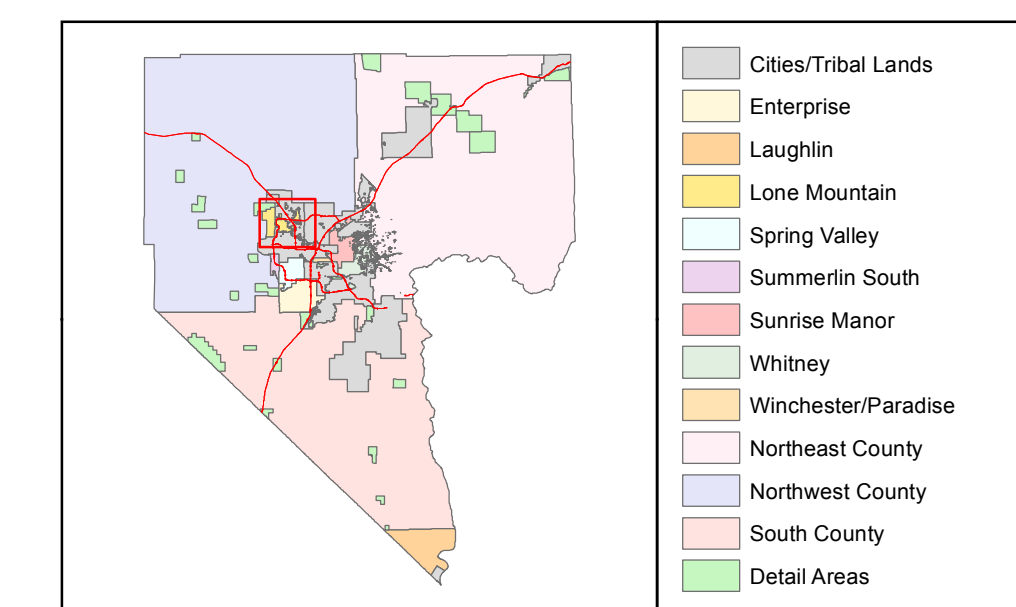 Cities/Tribal Lands
Enterprise
Laughlin
Lone Mountain
Spring Valley
Summerlin South
Sunrise Manor
Whitney
Winchester/Paradise
Northeast County
Northwest County
South County
Detail Areas